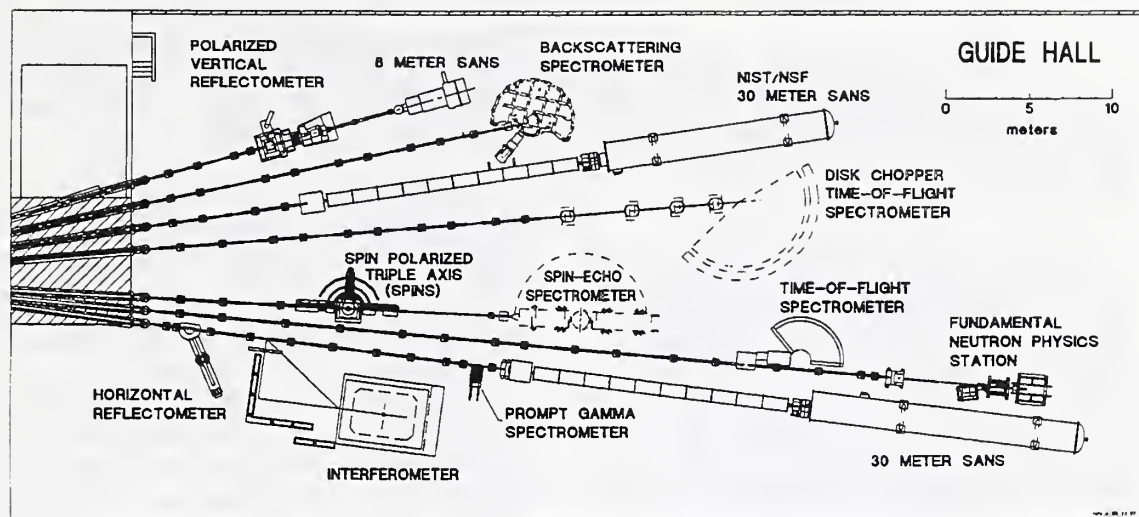 GUIDE HALL
0 5 10
meters
POLARIZED
VERTICAL
REFLECTOMETER
8 METER SANS
BACKSCATTERING
SPECTROMETER
NIST/NSF
30 METER SANS
DISK CHOPPER
TIME-OF-FLIGHT
SPECTROMETER
SPIN POLARIZED
TRIPLE AXIS
(SPINS)
SPIN-ECHO
SPECTROMETER
TIME-OF-FLIGHT
SPECTROMETER
FUNDAMENTAL
NEUTRON PHYSICS
STATION
HORIZONTAL
REFLECTOMETER
INTERFEROMETER
PROMPT GAMMA
SPECTROMETER
30 METER SANS